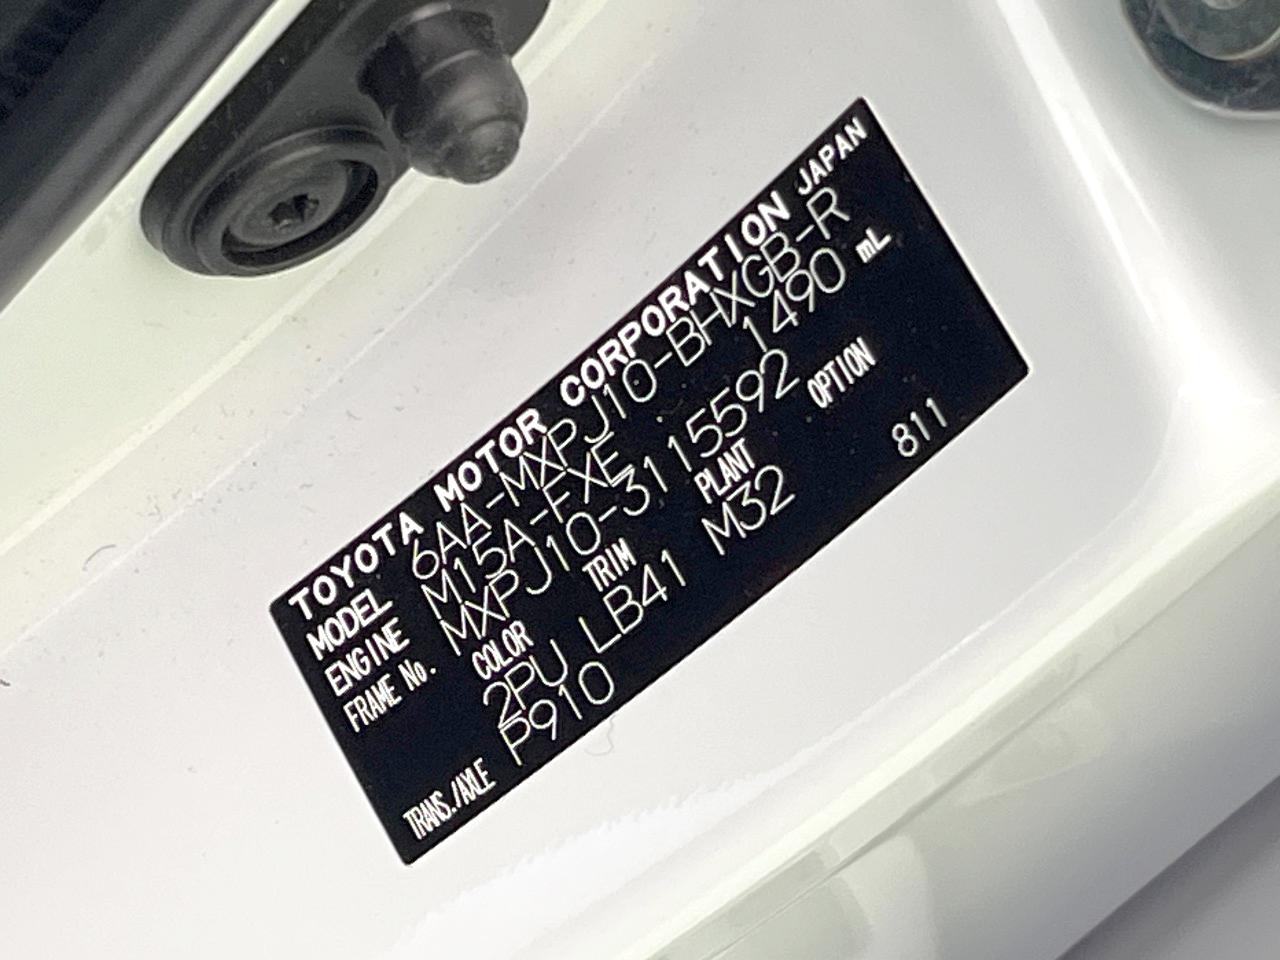 TOYOTA MOTOR CORPORATION JAPAN
MODEL 6AA-MXPJ10-BHXGB-R
ENGINE M15A-FXE 1490 mL
FRAME No. MXPJ10-3115592
COLOR TRIM PLANT OPTION
2PU LB41 M32 811
TRANS./AXLE P910